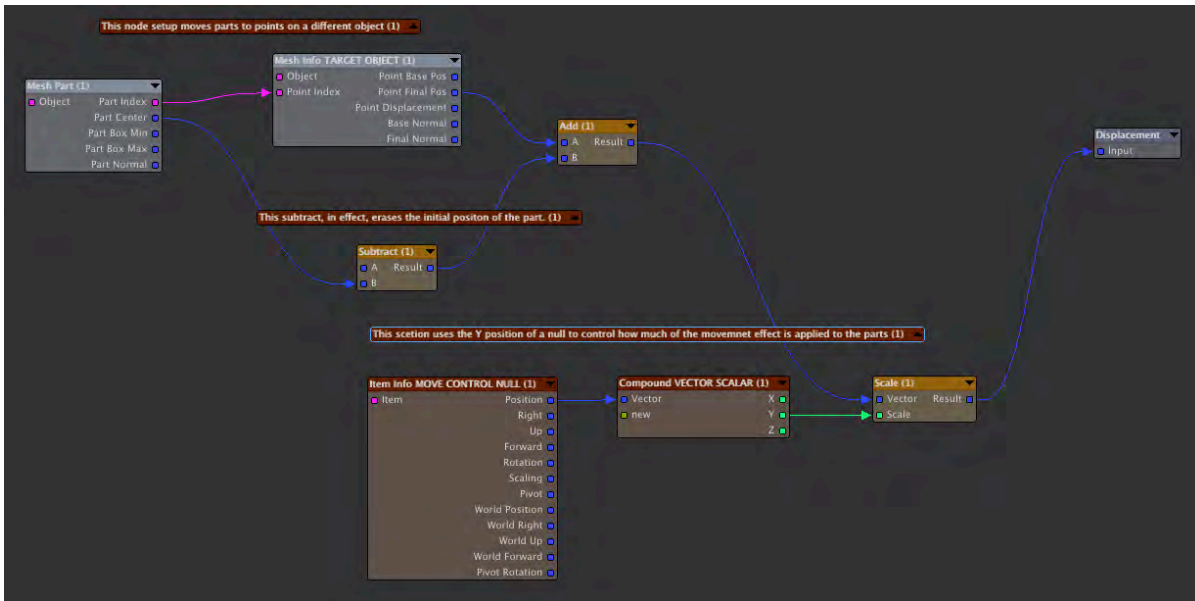 This node setup moves parts to points on a different object (1)
Mesh Part (1)
Object Part Index
Part Center
Part Box Min
Part Box Max
Part Normal
Mesh Info TARGET OBJECT (1)
Object Point Base Pos
Point Index Point Final Pos
Point Displacement
Base Normal
Final Normal
Add (1)
A Result
B
Displacement
Input
This subtract, in effect, erases the initial positon of the part. (1)
Subtract (1)
A Result
B
This scetion uses the Y position of a null to control how much of the movemnet effect is applied to the parts (1)
Item Info MOVE CONTROL NULL (1)
Item Position
Right
Up
Forward
Rotation
Scaling
Pivot
World Position
World Right
World Up
World Forward
Pivot Rotation
Compound VECTOR SCALAR (1)
Vector X
new Y
Z
Scale (1)
Vector Result
Scale